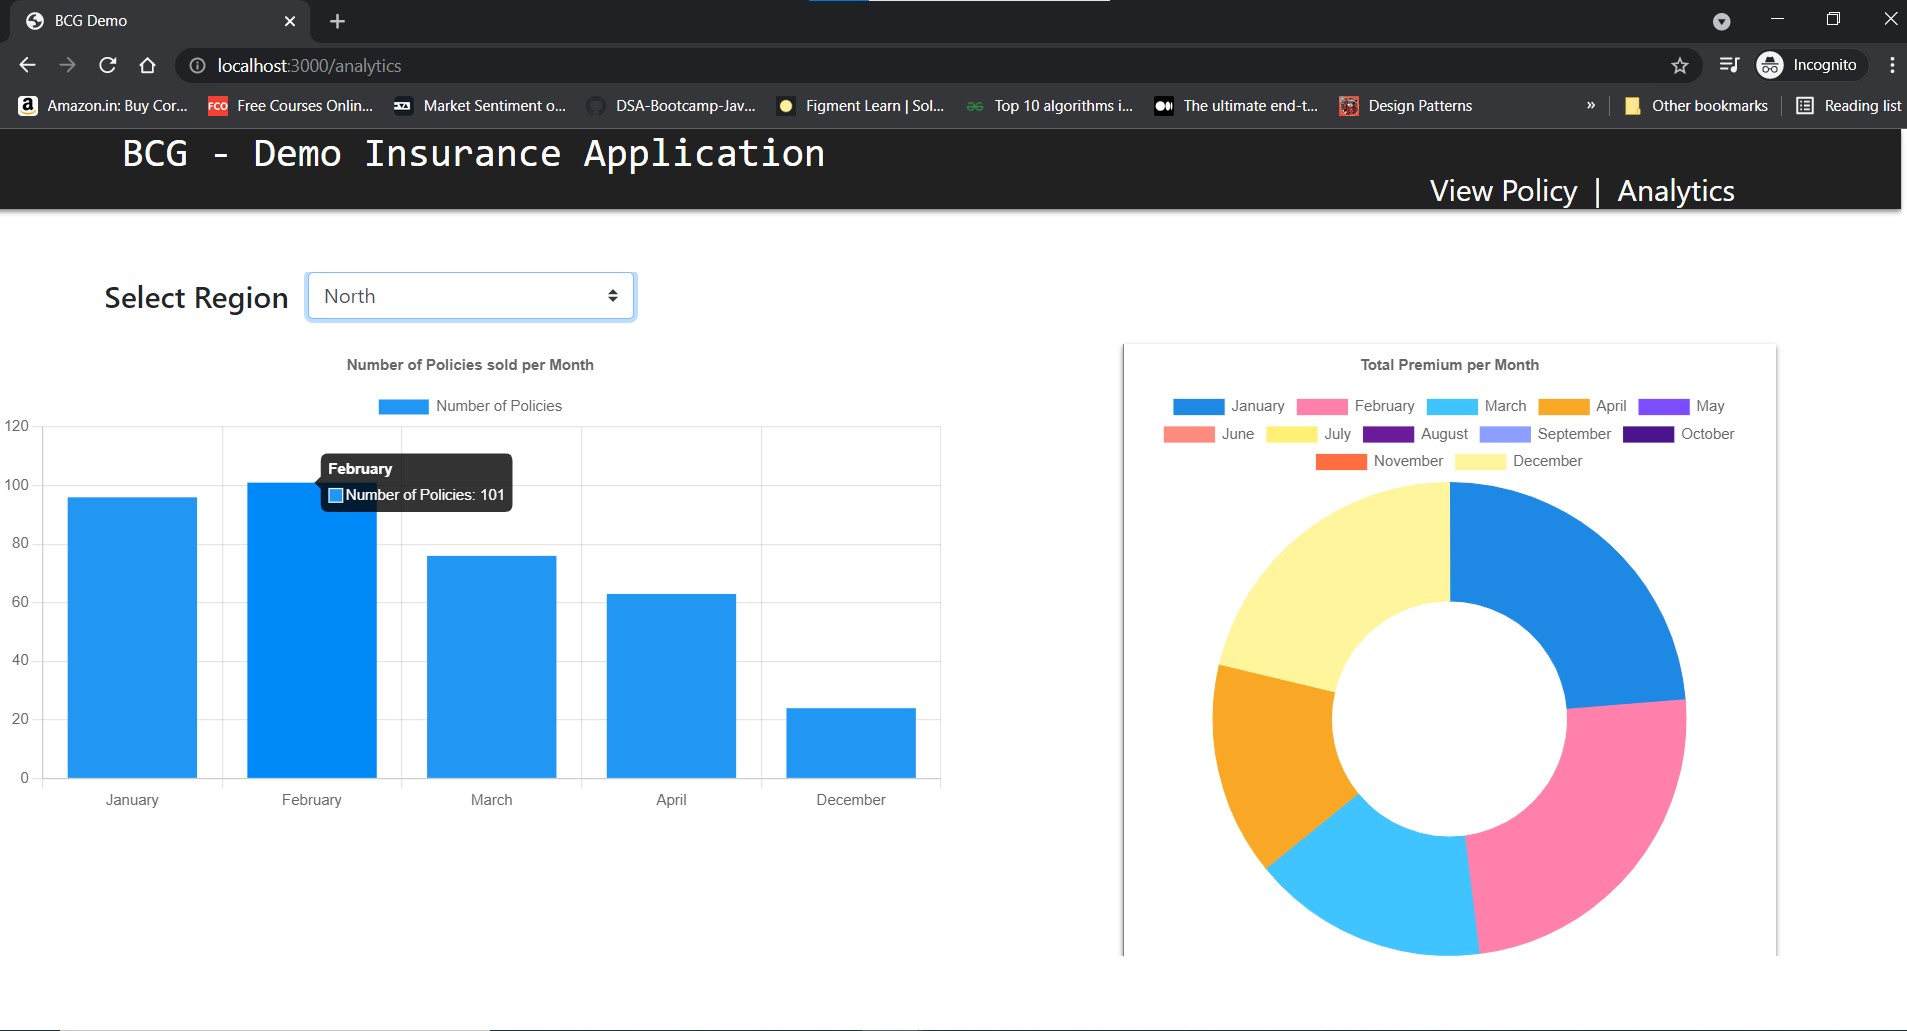 BCG Demo
localhost:3000/analytics
Incognito
Amazon.in: Buy Cor... Free Courses Onlin... Market Sentiment o... DSA-Bootcamp-Jav... Figment Learn | Sol... Top 10 algorithms i... The ultimate end-t... Design Patterns » Other bookmarks Reading list
BCG - Demo Insurance Application
View Policy | Analytics
Select Region North
Number of Policies sold per Month
Number of Policies
120
100
80
60
40
20
0
February
Number of Policies: 101
January February March April December
Total Premium per Month
January February March April May
June July August September October
November December